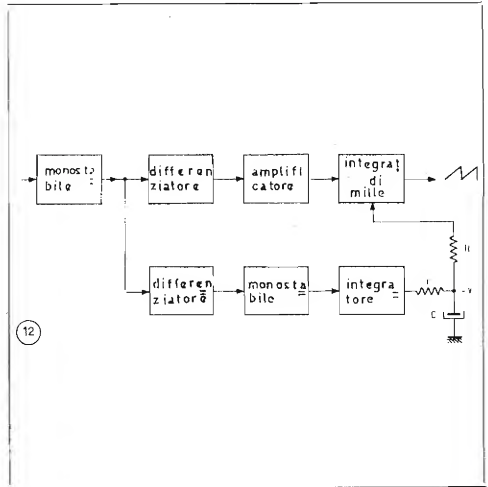 monosta
bile
differen
ziatore
amplifi
catore
integrat
di
mille
differen
ziatore
monosta
bile
integra
tore
r
-v
C
12